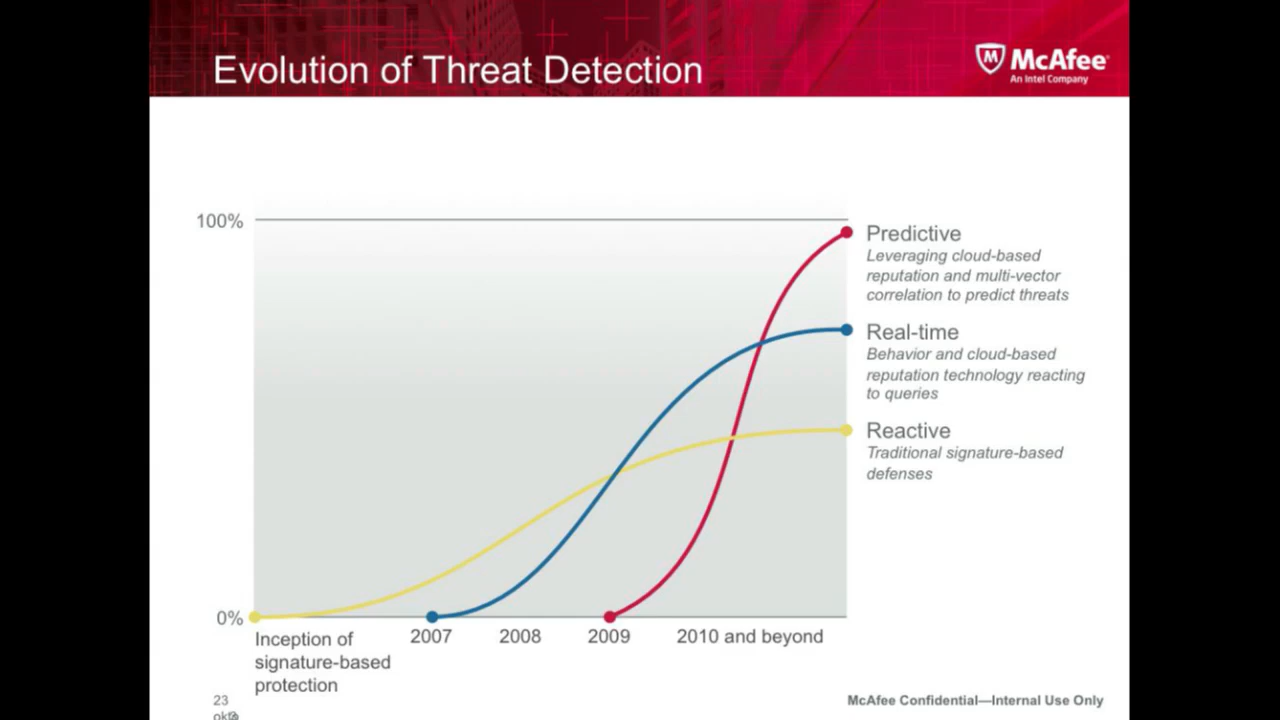 Evolution of Threat Detection
McAfee
An Intel Company
100%
Predictive
Leveraging cloud-based
reputation and multi-vector
correlation to predict threats
Real-time
Behavior and cloud-based
reputation technology reacting
to queries
Reactive
Traditional signature-based
defenses
0%
Inception of
signature-based
protection
2007
2008
2009
2010 and beyond
23
McAfee Confidential—Internal Use Only